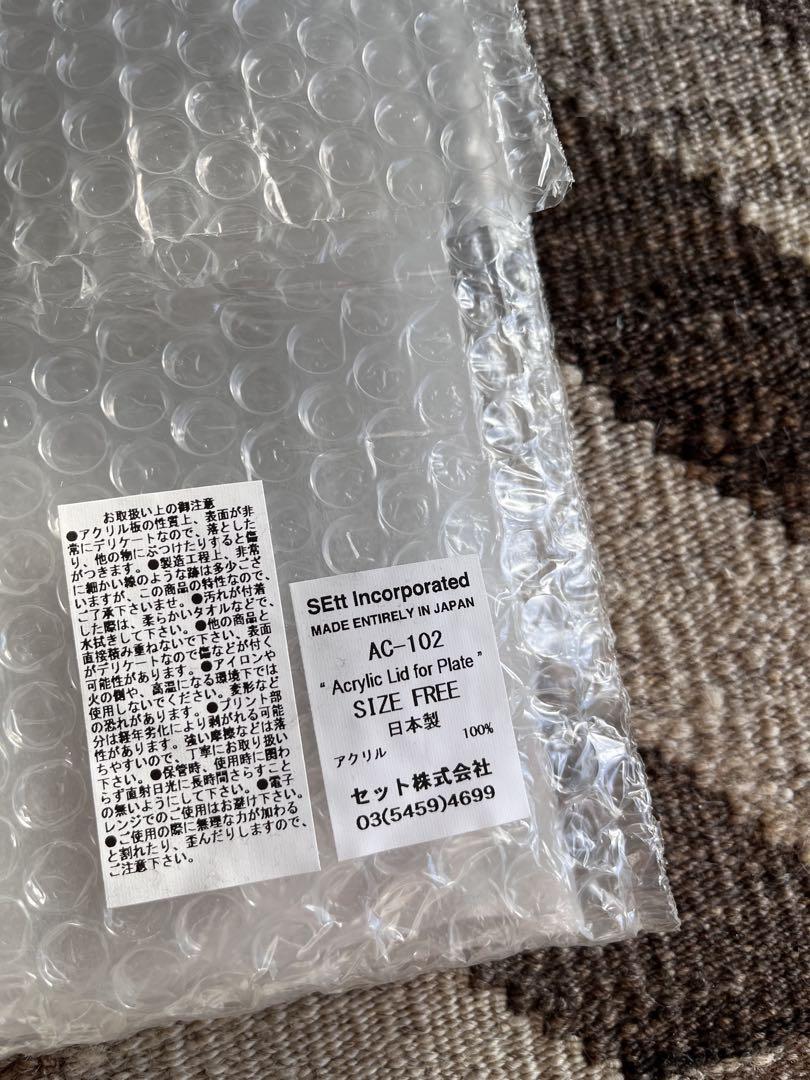 お取扱い上の御注意
●アクリル板の性質上、表面が非
常にデリケートなので、落とした
り、他の物にぶつけたりすると傷
がつきます。●製造工程上、非常
に細かい線のような跡は多少ござ
いますが、この商品の特性なので、
ご了承下さいませ。●汚れが付着
した際は、柔らかいタオルなどで、
水拭きして下さい。●他の商品と
直接積み重ねないで下さい、表面
がデリケートなので傷などが付く
可能性があります。●アイロンや
火の側や、高温になる環境下では
使用しないでください。変形など
の恐れがあります。●プリント部
分は経年劣化により剥がれる可能
性があります。強い摩擦などは落
ちやすいので、丁寧にお取り扱い
下さい。●保管時、使用時に関わ
らず直射日光に長時間さらすこと
の無いようにして下さい。●電子
レンジでのご使用はお避け下さい。
●ご使用の際に無理な力が加わる
と割れたり、歪んだりしますので、
ご注意下さい。
SEtt Incorporated
MADE ENTIRELY IN JAPAN
AC-102
“ Acrylic Lid for Plate ”
SIZE FREE
日本製
アクリル 100%
セット株式会社
03(5459)4699